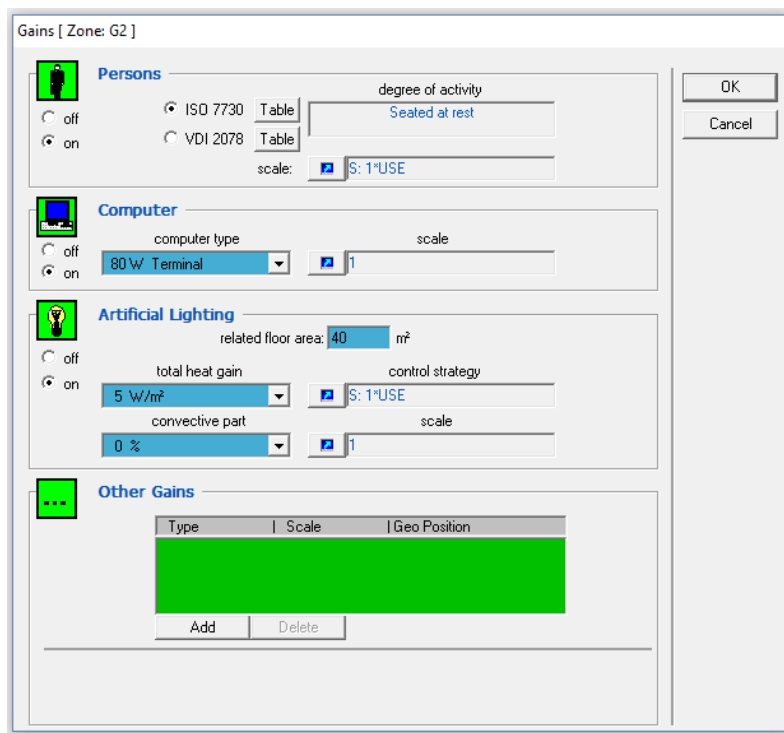 Gains [ Zone: G2 ]
Persons
degree of activity
off
on
ISO 7730 Table
Seated at rest
VDI 2078 Table
scale: S: 1*USE
OK
Cancel
Computer
computer type scale
off
on
80 W Terminal 1
Artificial Lighting
related floor area: 40 m²
off
on
total heat gain control strategy
5 W/m² S: 1*USE
convective part scale
0 % 1
...
Other Gains
Type | Scale | Geo Position
Add Delete